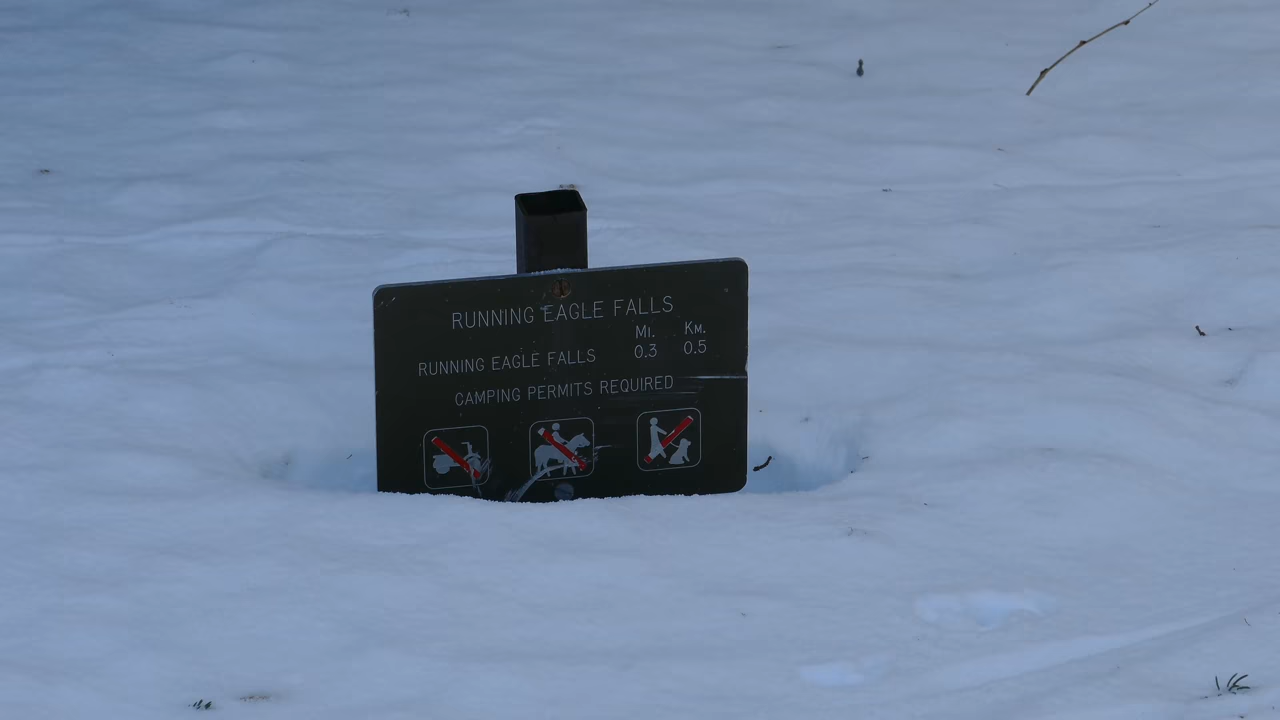 RUNNING EAGLE FALLS
MI. KM.
RUNNING EAGLE FALLS 0.3 0.5
CAMPING PERMITS REQUIRED